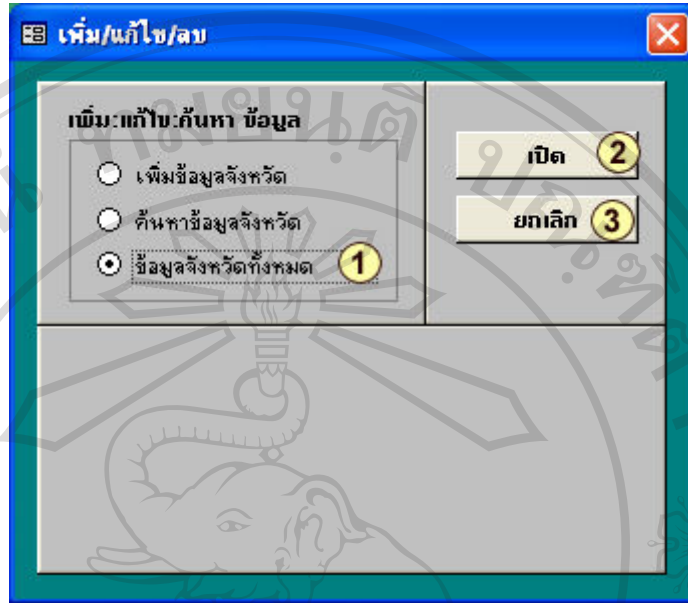 เพิ่ม/แก้ไข/ลบ
เพิ่ม:แก้ไข:ค้นหา ข้อมูล
เพิ่มข้อมูลจังหวัด
ค้นหาข้อมูลจังหวัด
ข้อมูลจังหวัดทั้งหมด 1
เปิด 2
ยกเลิก 3